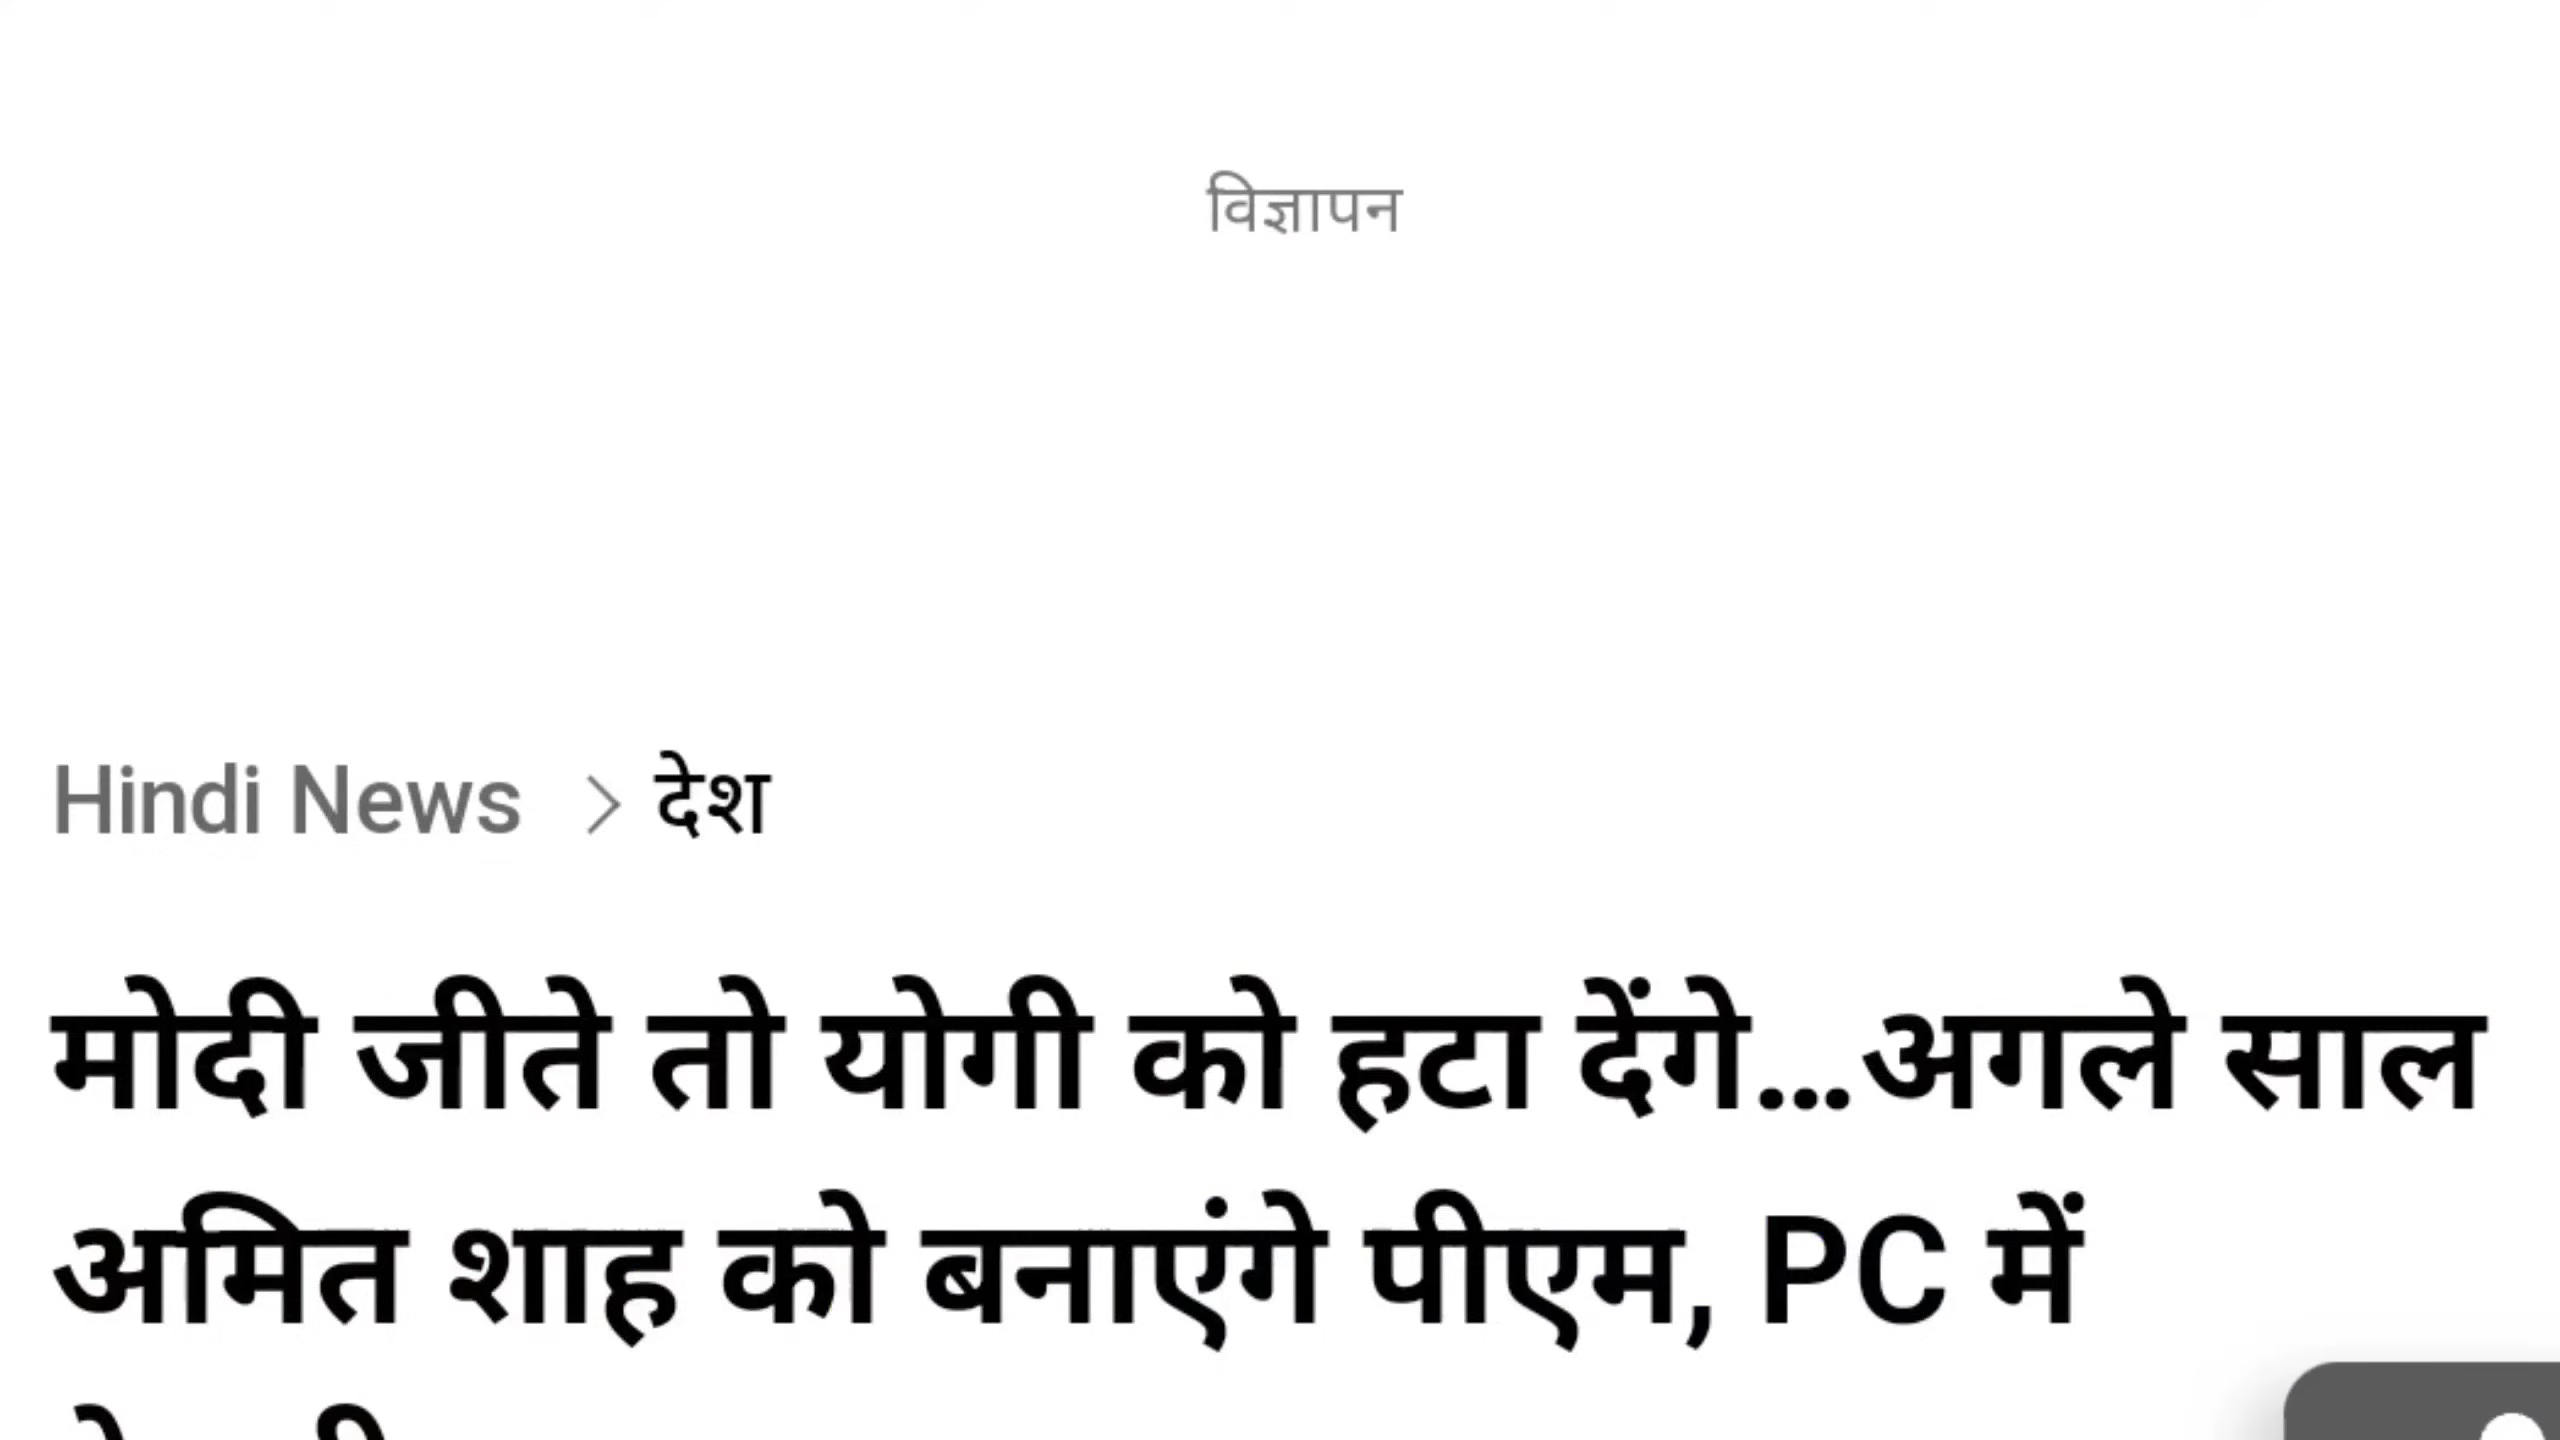 विज्ञापन
Hindi News > देश
मोदी जीते तो योगी को हटा देंगे...अगले साल
अमित शाह को बनाएंगे पीएम, PC में